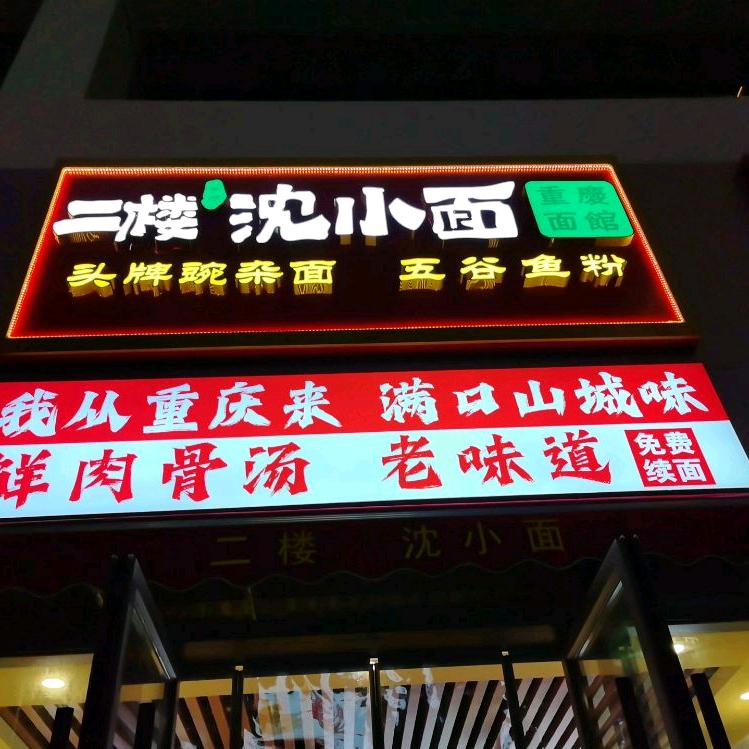 二楼 沈小面 重慶面館
头牌豌杂面 五谷鱼粉
我从重庆来 满口山城味
鲜肉骨汤 老味道 免费续面
二楼 沈小面